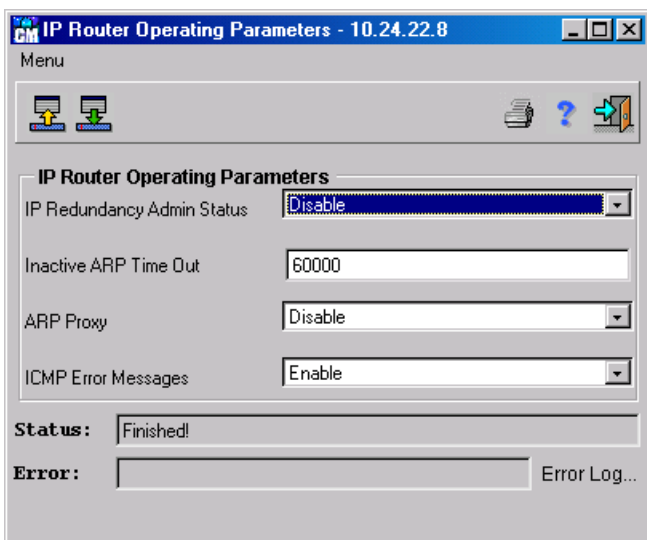 CM IP Router Operating Parameters - 10.24.22.8
Menu
?
IP Router Operating Parameters
IP Redundancy Admin Status Disable
Inactive ARP Time Out 60000
ARP Proxy Disable
ICMP Error Messages Enable
Status: Finished!
Error: Error Log...